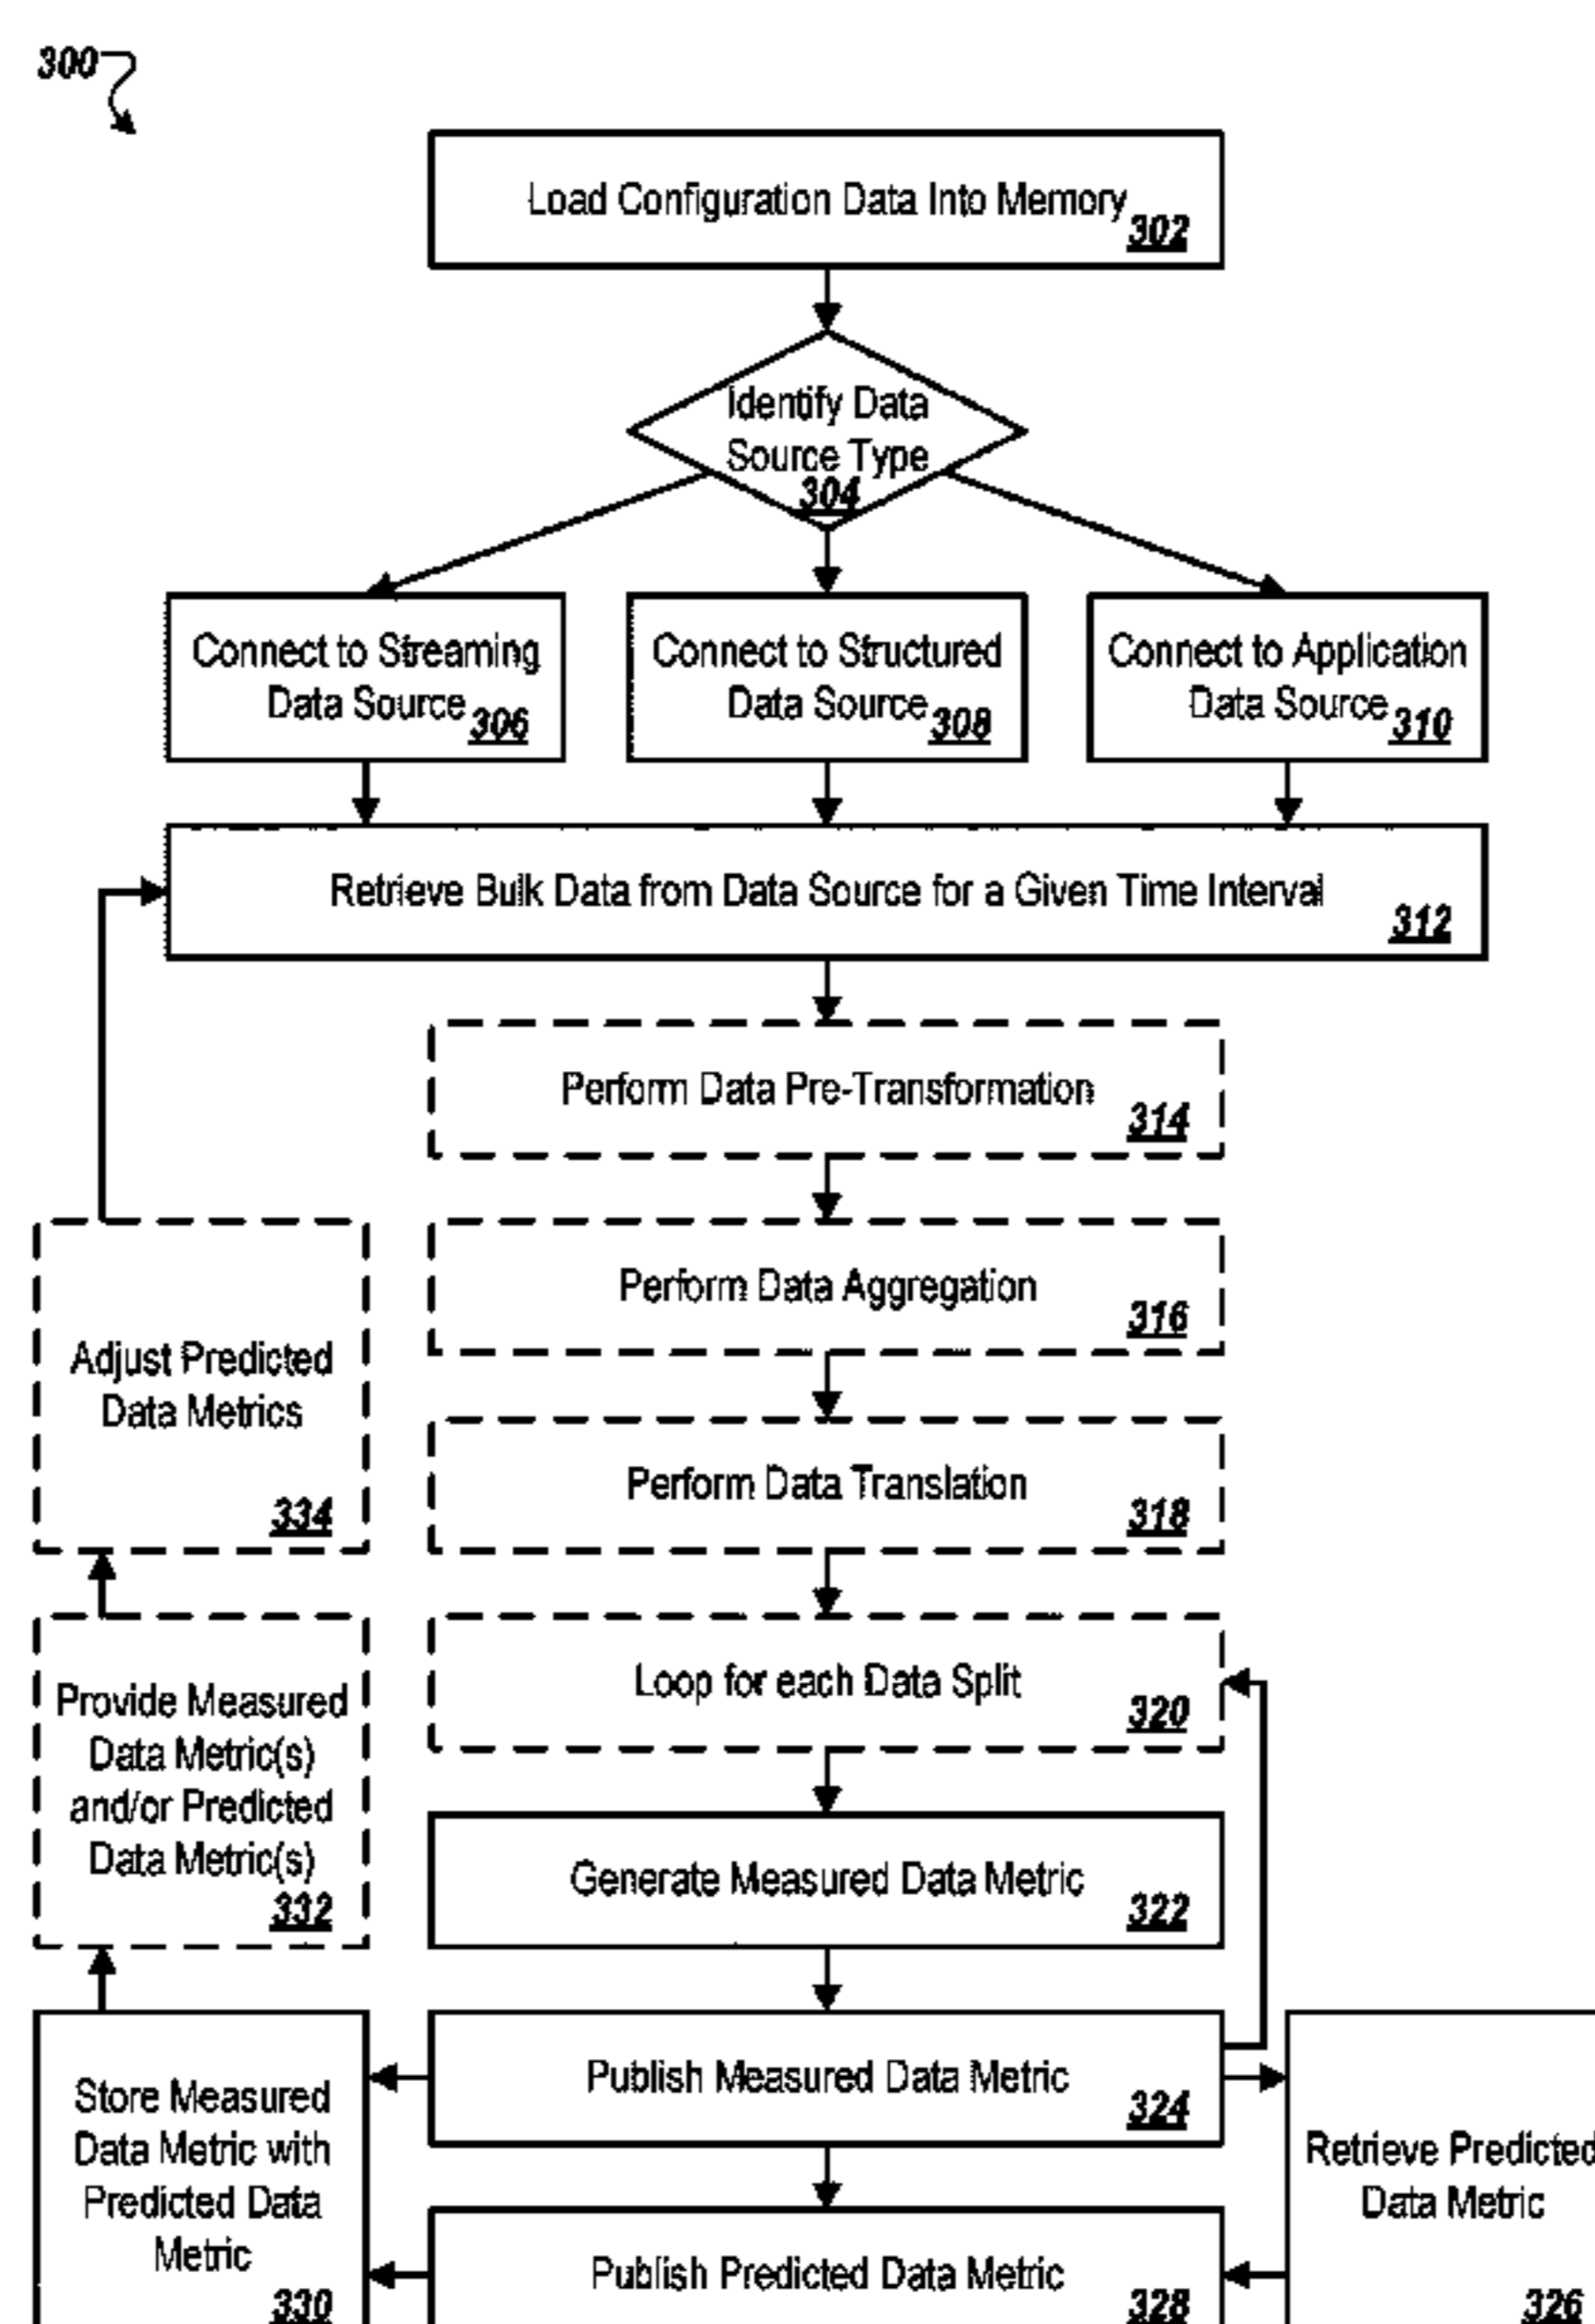 300
Load Configuration Data Into Memory
302
Identify Data
Source Type
304
Connect to Streaming
Data Source
306
Connect to Structured
Data Source
308
Connect to Application
Data Source
310
Retrieve Bulk Data from Data Source for a Given Time Interval
312
Perform Data Pre-Transformation
314
Perform Data Aggregation
316
Adjust Predicted
Data Metrics
334
Perform Data Translation
318
Loop for each Data Split
320
Provide Measured
Data Metric(s)
and/or Predicted
Data Metric(s)
332
Generate Measured Data Metric
322
Store Measured
Data Metric with
Predicted Data
Metric
330
Publish Measured Data Metric
324
Retrieve Predicted
Data Metric
326
Publish Predicted Data Metric
328